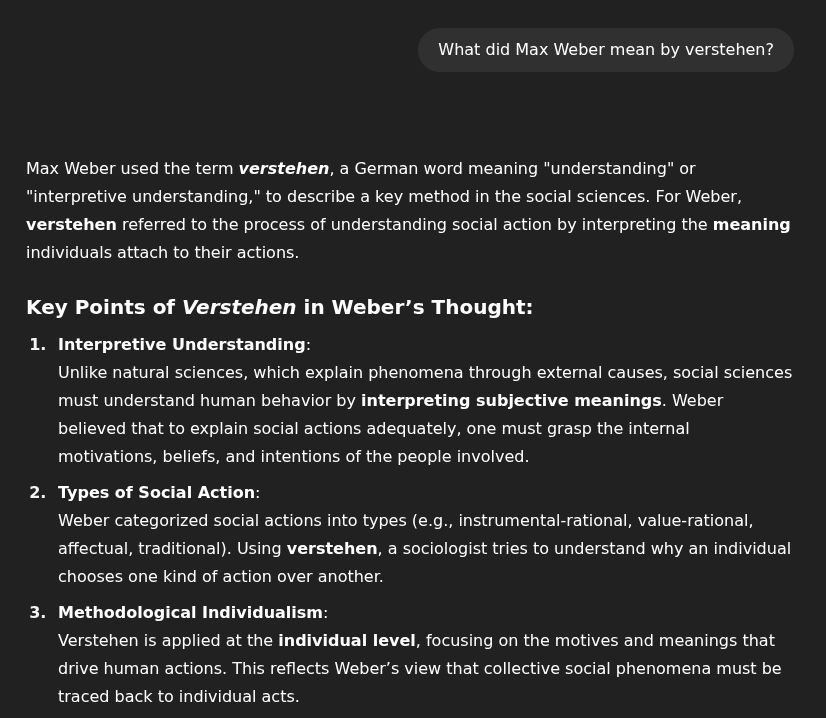 What did Max Weber mean by verstehen?
Max Weber used the term verstehen, a German word meaning "understanding" or
"interpretive understanding," to describe a key method in the social sciences. For Weber,
verstehen referred to the process of understanding social action by interpreting the meaning
individuals attach to their actions.
Key Points of Verstehen in Weber’s Thought:
1. Interpretive Understanding:
Unlike natural sciences, which explain phenomena through external causes, social sciences
must understand human behavior by interpreting subjective meanings. Weber
believed that to explain social actions adequately, one must grasp the internal
motivations, beliefs, and intentions of the people involved.
2. Types of Social Action:
Weber categorized social actions into types (e.g., instrumental-rational, value-rational,
affectual, traditional). Using verstehen, a sociologist tries to understand why an individual
chooses one kind of action over another.
3. Methodological Individualism:
Verstehen is applied at the individual level, focusing on the motives and meanings that
drive human actions. This reflects Weber’s view that collective social phenomena must be
traced back to individual acts.